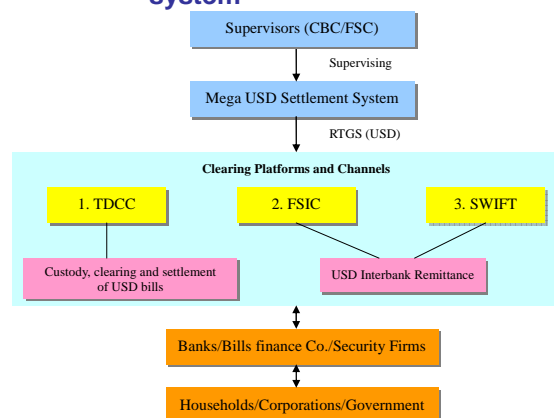 system
Supervisors (CBC/FSC)
Supervising
Mega USD Settlement System
RTGS (USD)
Clearing Platforms and Channels
1. TDCC
2. FSIC
3. SWIFT
Custody, clearing and settlement
of USD bills
USD Interbank Remittance
Banks/Bills finance Co./Security Firms
Households/Corporations/Government